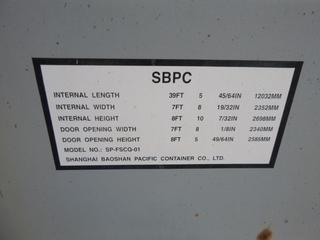 SBPC
INTERNAL LENGTH 39FT 5 45/64IN 12032MM
INTERNAL WIDTH 7FT 8 19/32IN 2352MM
INTERNAL HEIGHT 8FT 10 7/32IN 2698MM
DOOR OPENING WIDTH 7FT 8 1/8IN 2340MM
DOOR OPENING HEIGHT 8FT 5 49/64IN 2585MM
MODEL NO.: SP-FSCQ-01
SHANGHAI BAOSHAN PACIFIC CONTAINER CO., LTD.